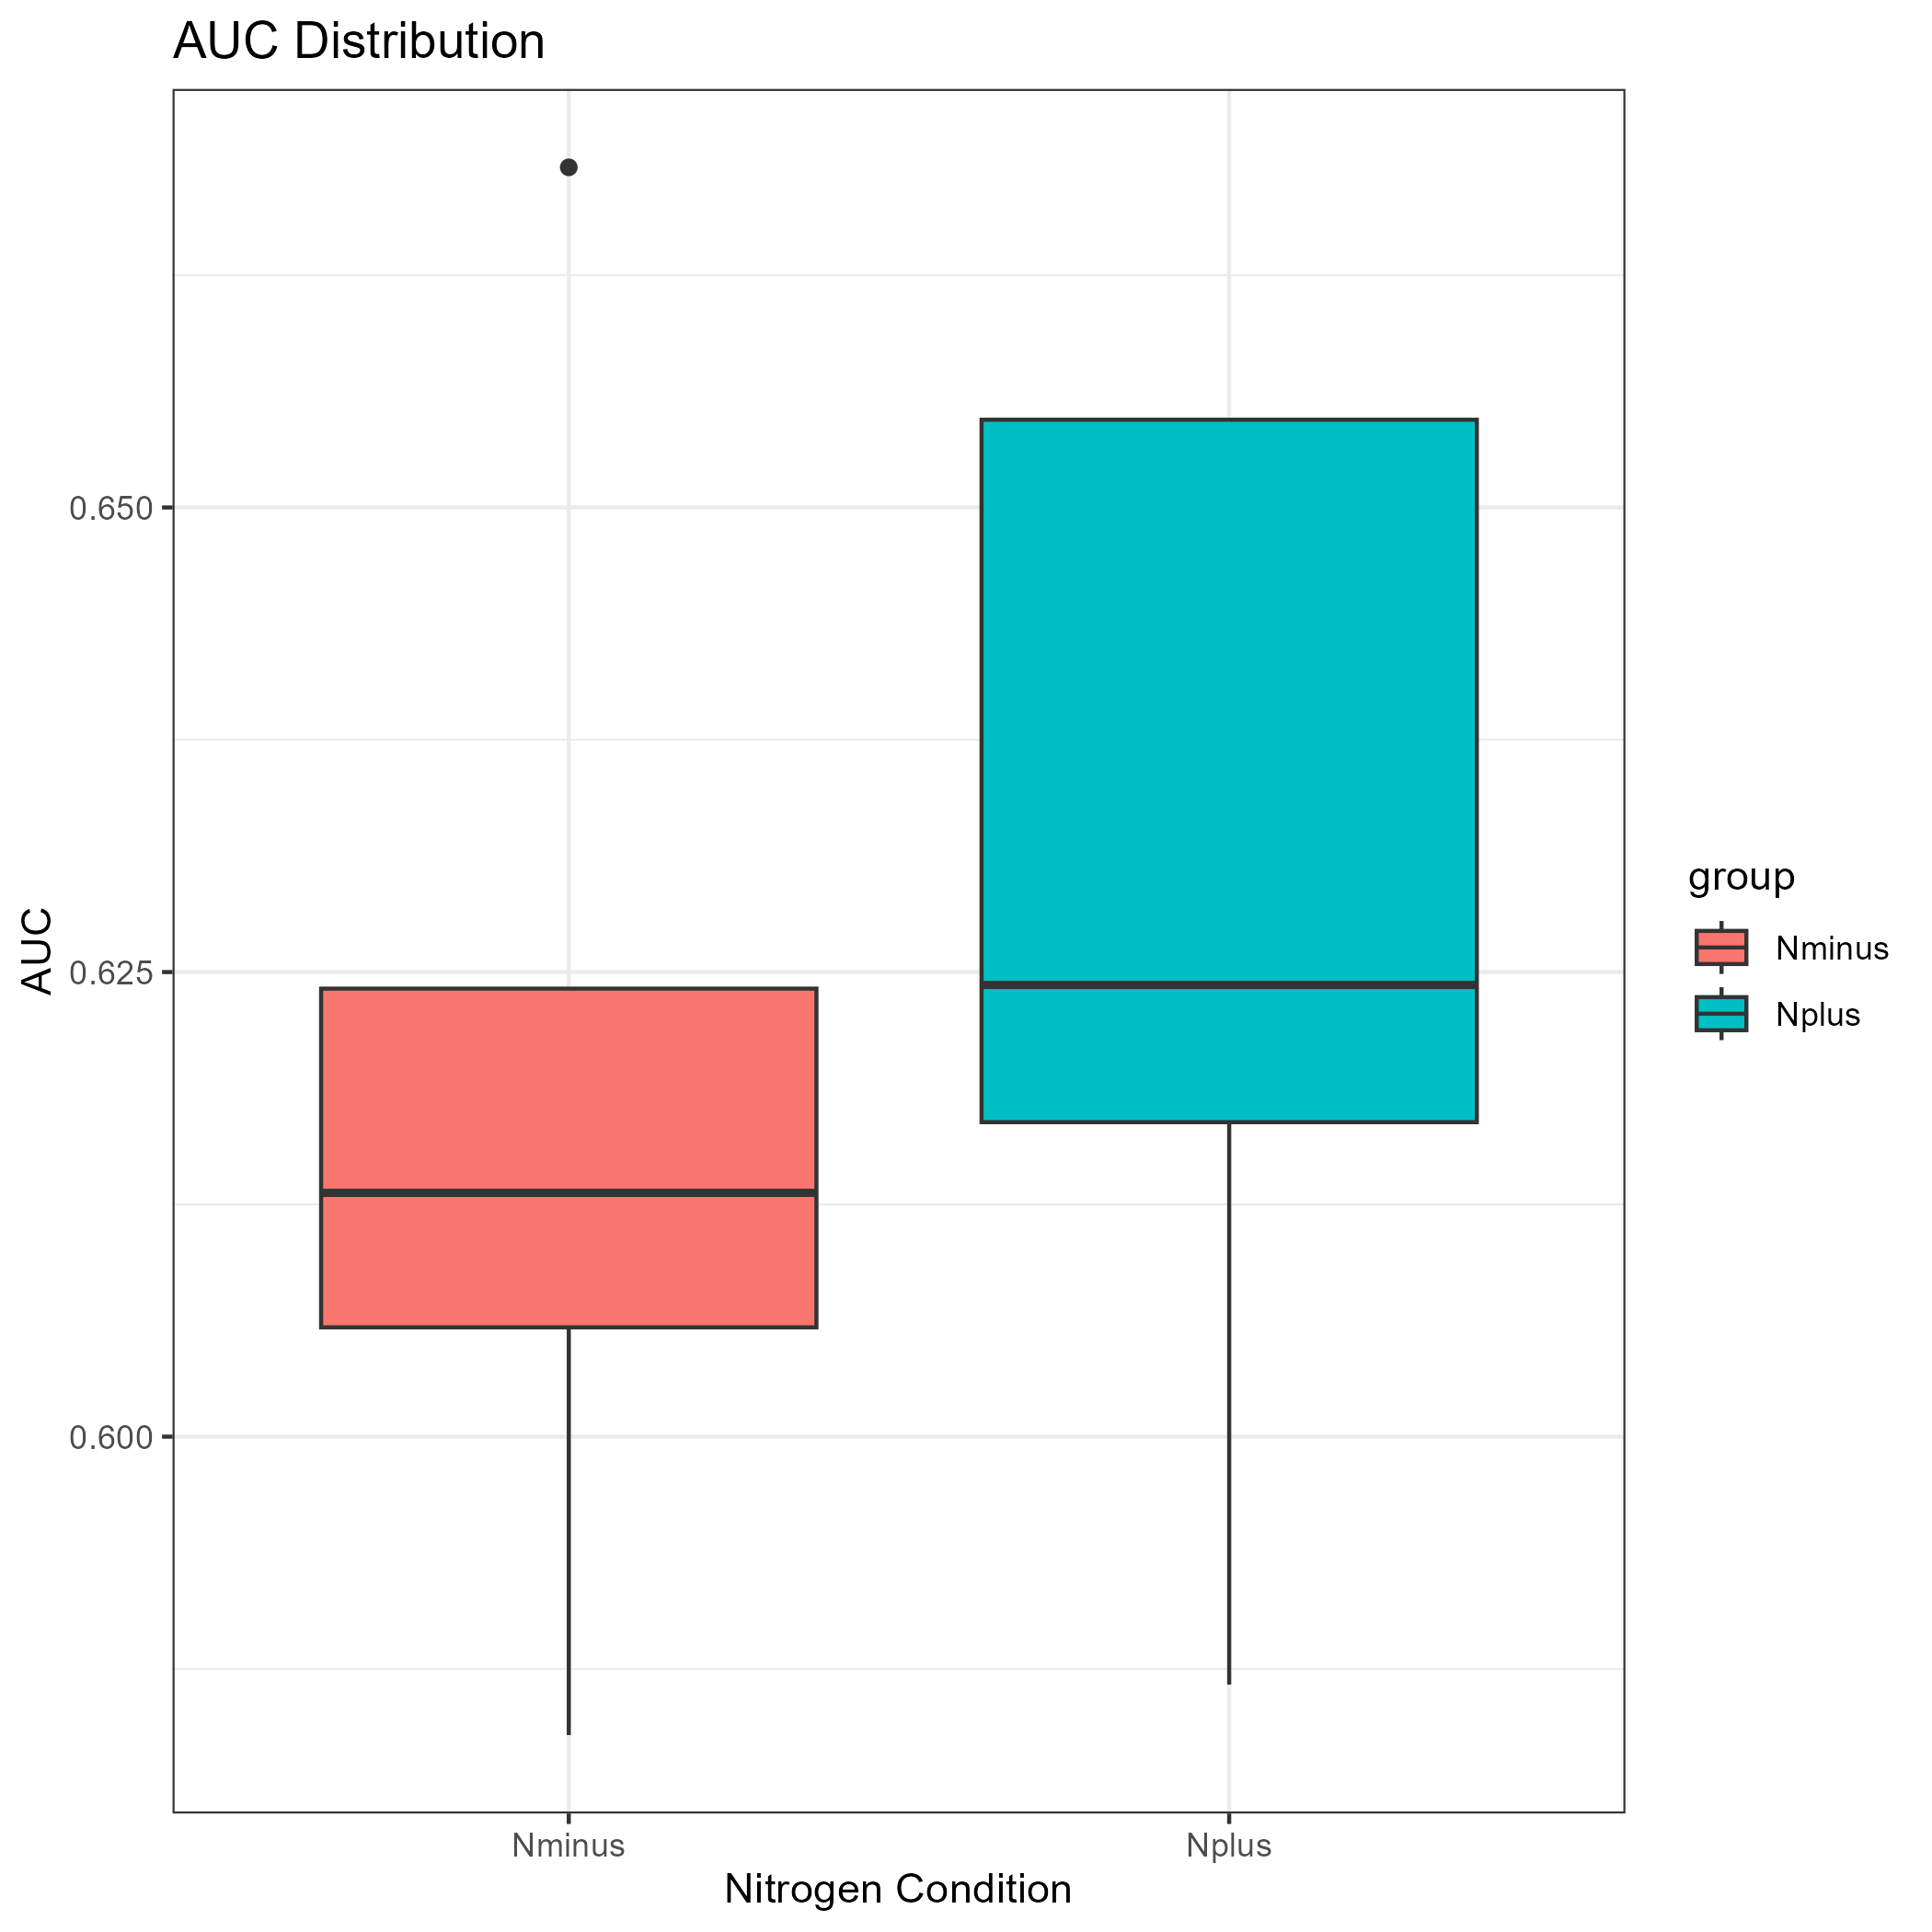 AUC Distribution
AUC
0.650
0.625
0.600
Nminus
Nplus
Nitrogen Condition
group
Nminus
Nplus